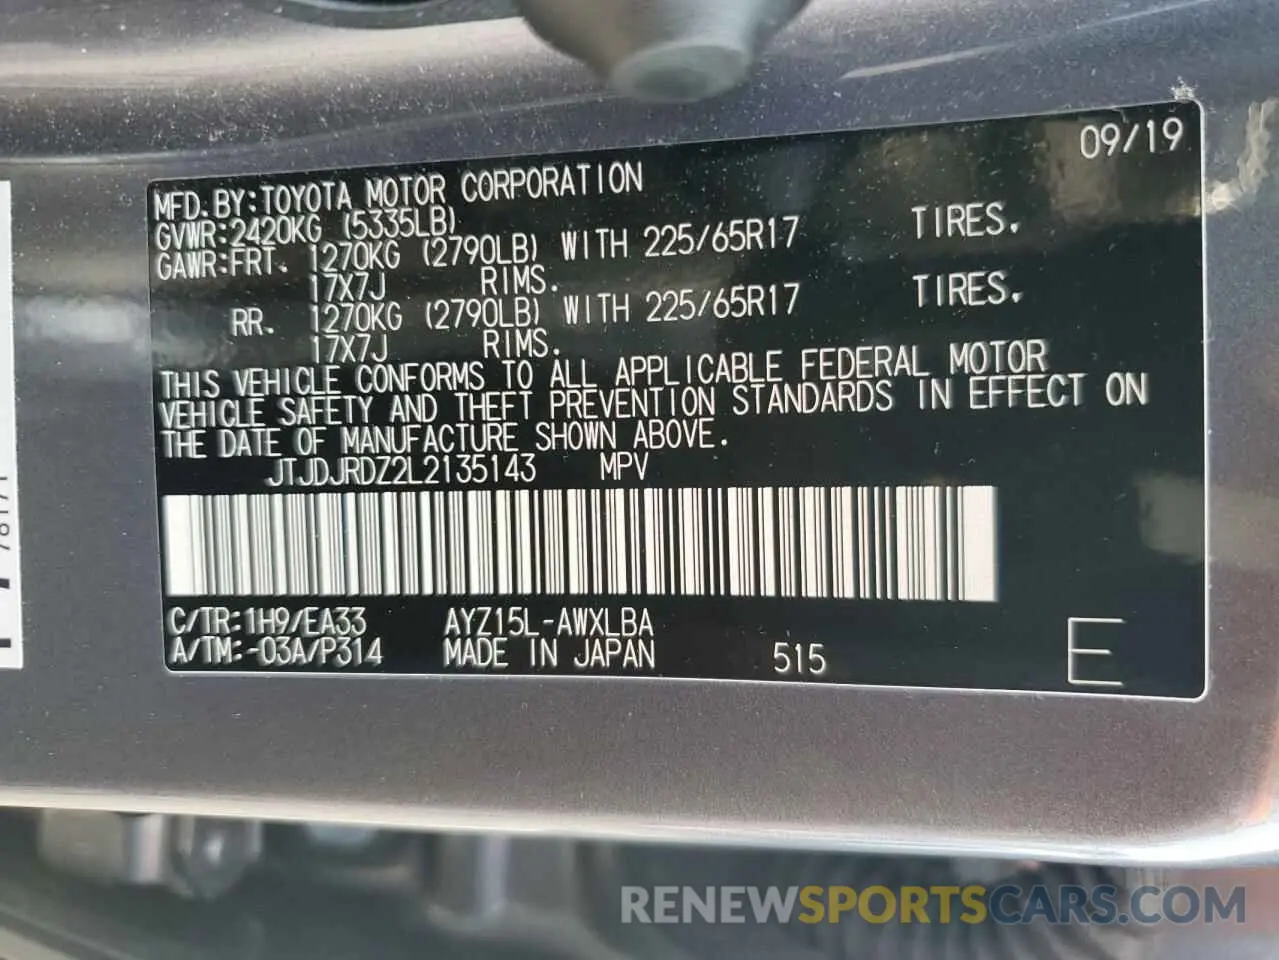 09/19
MFD.BY:TOYOTA MOTOR CORPORATION
GVWR:2420KG (5335LB)
GAWR:FRT. 1270KG (2790LB) WITH 225/65R17 TIRES.
17X7J RIMS.
RR. 1270KG (2790LB) WITH 225/65R17 TIRES.
17X7J RIMS.
THIS VEHICLE CONFORMS TO ALL APPLICABLE FEDERAL MOTOR
VEHICLE SAFETY AND THEFT PREVENTION STANDARDS IN EFFECT ON
THE DATE OF MANUFACTURE SHOWN ABOVE.
JTJDJRDZ2L2135143 MPV
C/TR:1H9/EA33 AYZ15L-AWXLBA
A/TM:-03A/P314 MADE IN JAPAN 515 E
RENEWSPORTSCARS.COM